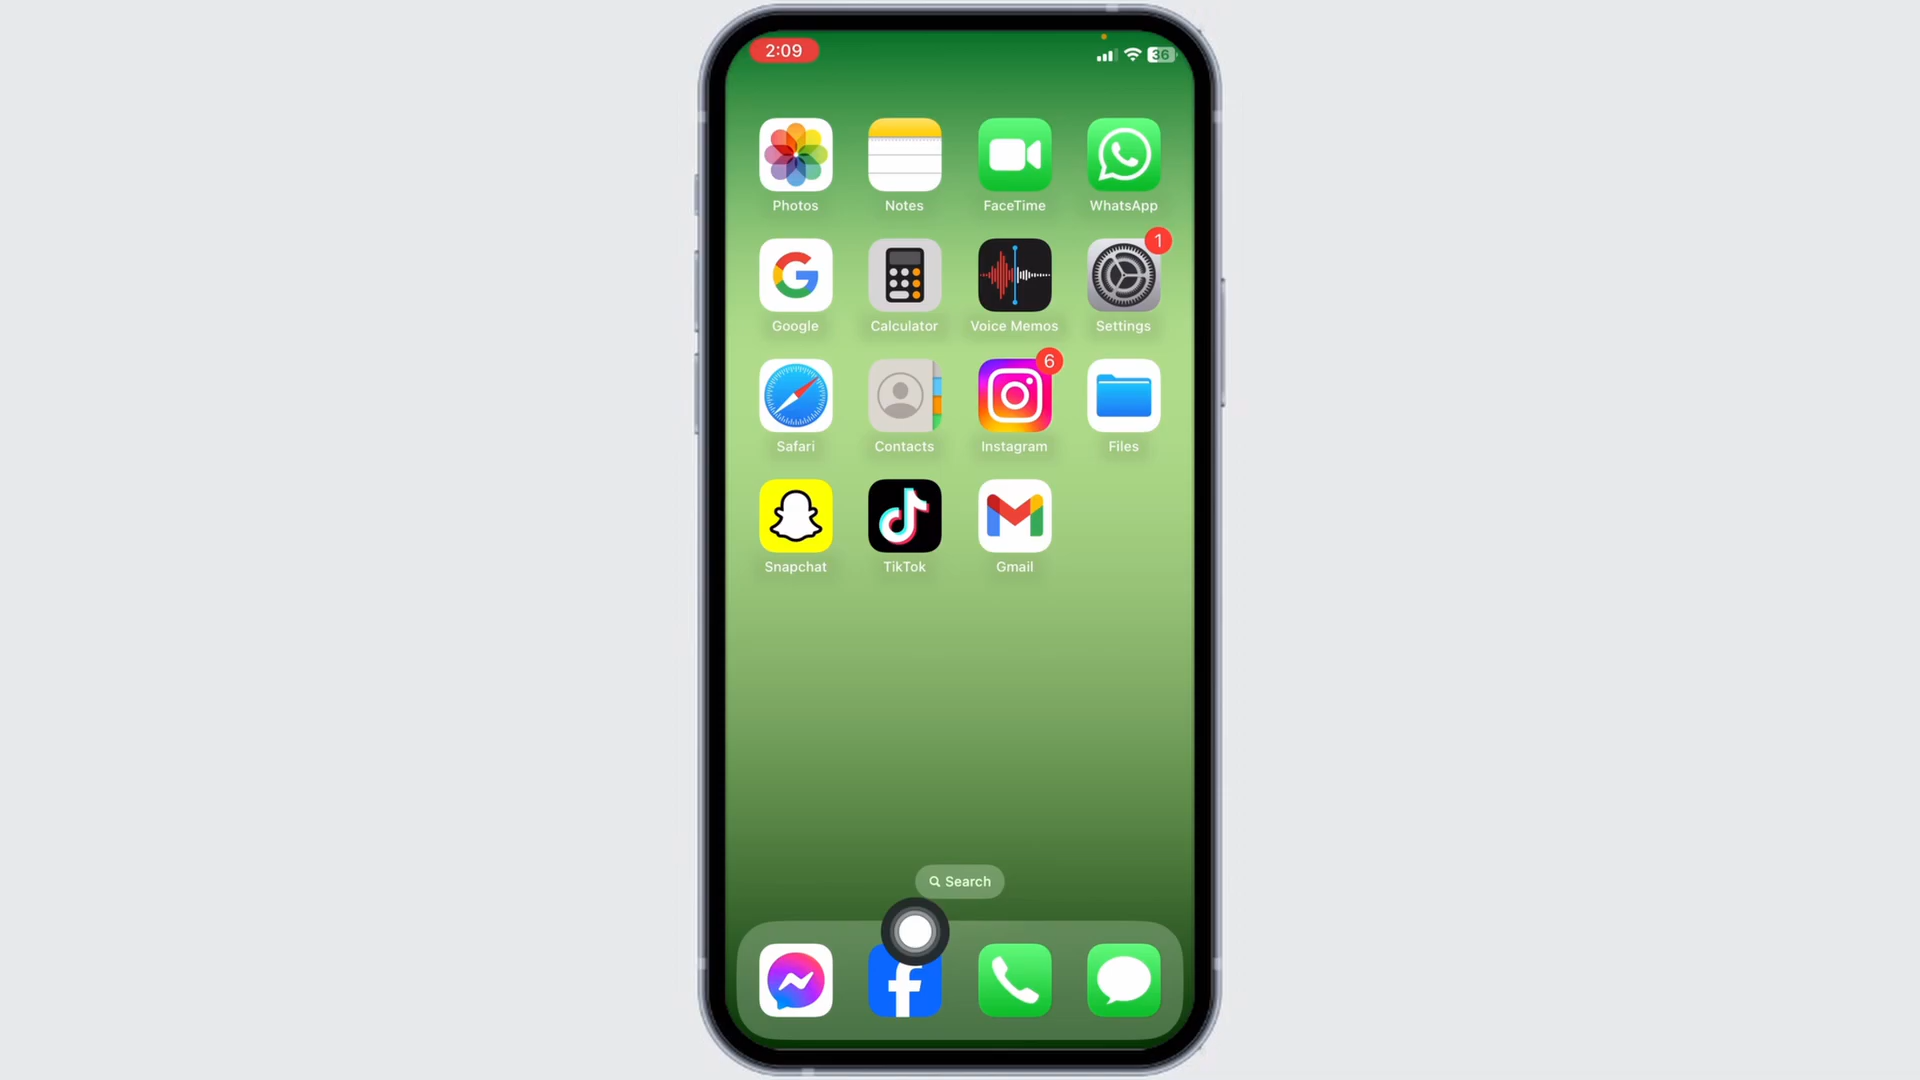 2:09
36
Photos Notes FaceTime WhatsApp
1
Google Calculator Voice Memos Settings
6
Safari Contacts Instagram Files
Snapchat TikTok Gmail
Search